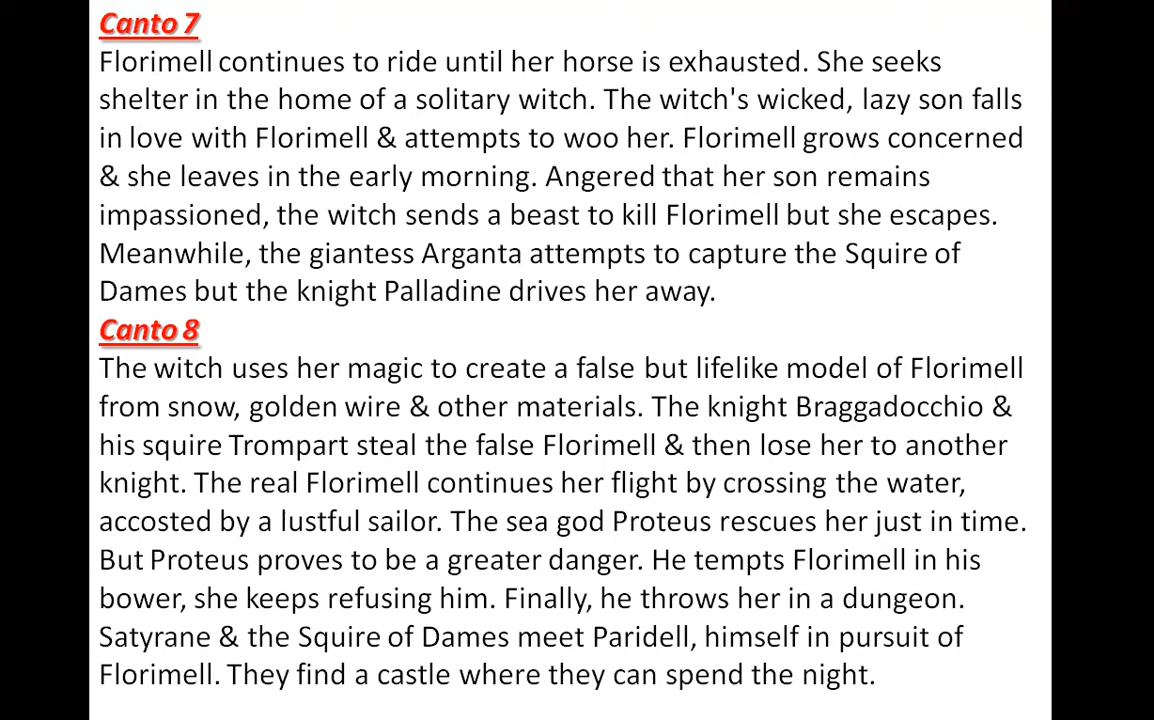 Canto 7
Florimell continues to ride until her horse is exhausted. She seeks
shelter in the home of a solitary witch. The witch's wicked, lazy son falls
in love with Florimell & attempts to woo her. Florimell grows concerned
& she leaves in the early morning. Angered that her son remains
impassioned, the witch sends a beast to kill Florimell but she escapes.
Meanwhile, the giantess Arganta attempts to capture the Squire of
Dames but the knight Palladine drives her away.
Canto 8
The witch uses her magic to create a false but lifelike model of Florimell
from snow, golden wire & other materials. The knight Braggadocchio &
his squire Trompart steal the false Florimell & then lose her to another
knight. The real Florimell continues her flight by crossing the water,
accosted by a lustful sailor. The sea god Proteus rescues her just in time.
But Proteus proves to be a greater danger. He tempts Florimell in his
bower, she keeps refusing him. Finally, he throws her in a dungeon.
Satyrane & the Squire of Dames meet Paridell, himself in pursuit of
Florimell. They find a castle where they can spend the night.